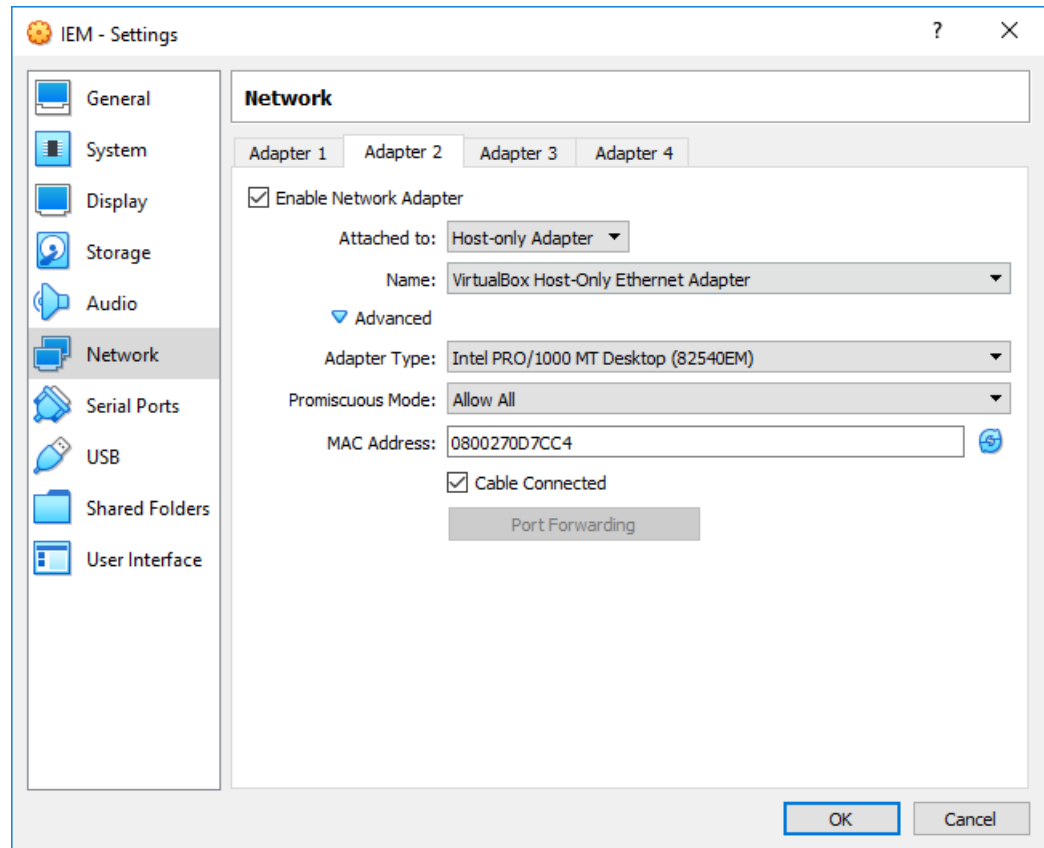 IEM - Settings
?
General
System
Display
Storage
Audio
Network
Serial Ports
USB
Shared Folders
User Interface
Network
Adapter 1 Adapter 2 Adapter 3 Adapter 4
Enable Network Adapter
Attached to: Host-only Adapter
Name: VirtualBox Host-Only Ethernet Adapter
Advanced
Adapter Type: Intel PRO/1000 MT Desktop (82540EM)
Promiscuous Mode: Allow All
MAC Address: 0800270D7CC4
Cable Connected
Port Forwarding
OK Cancel